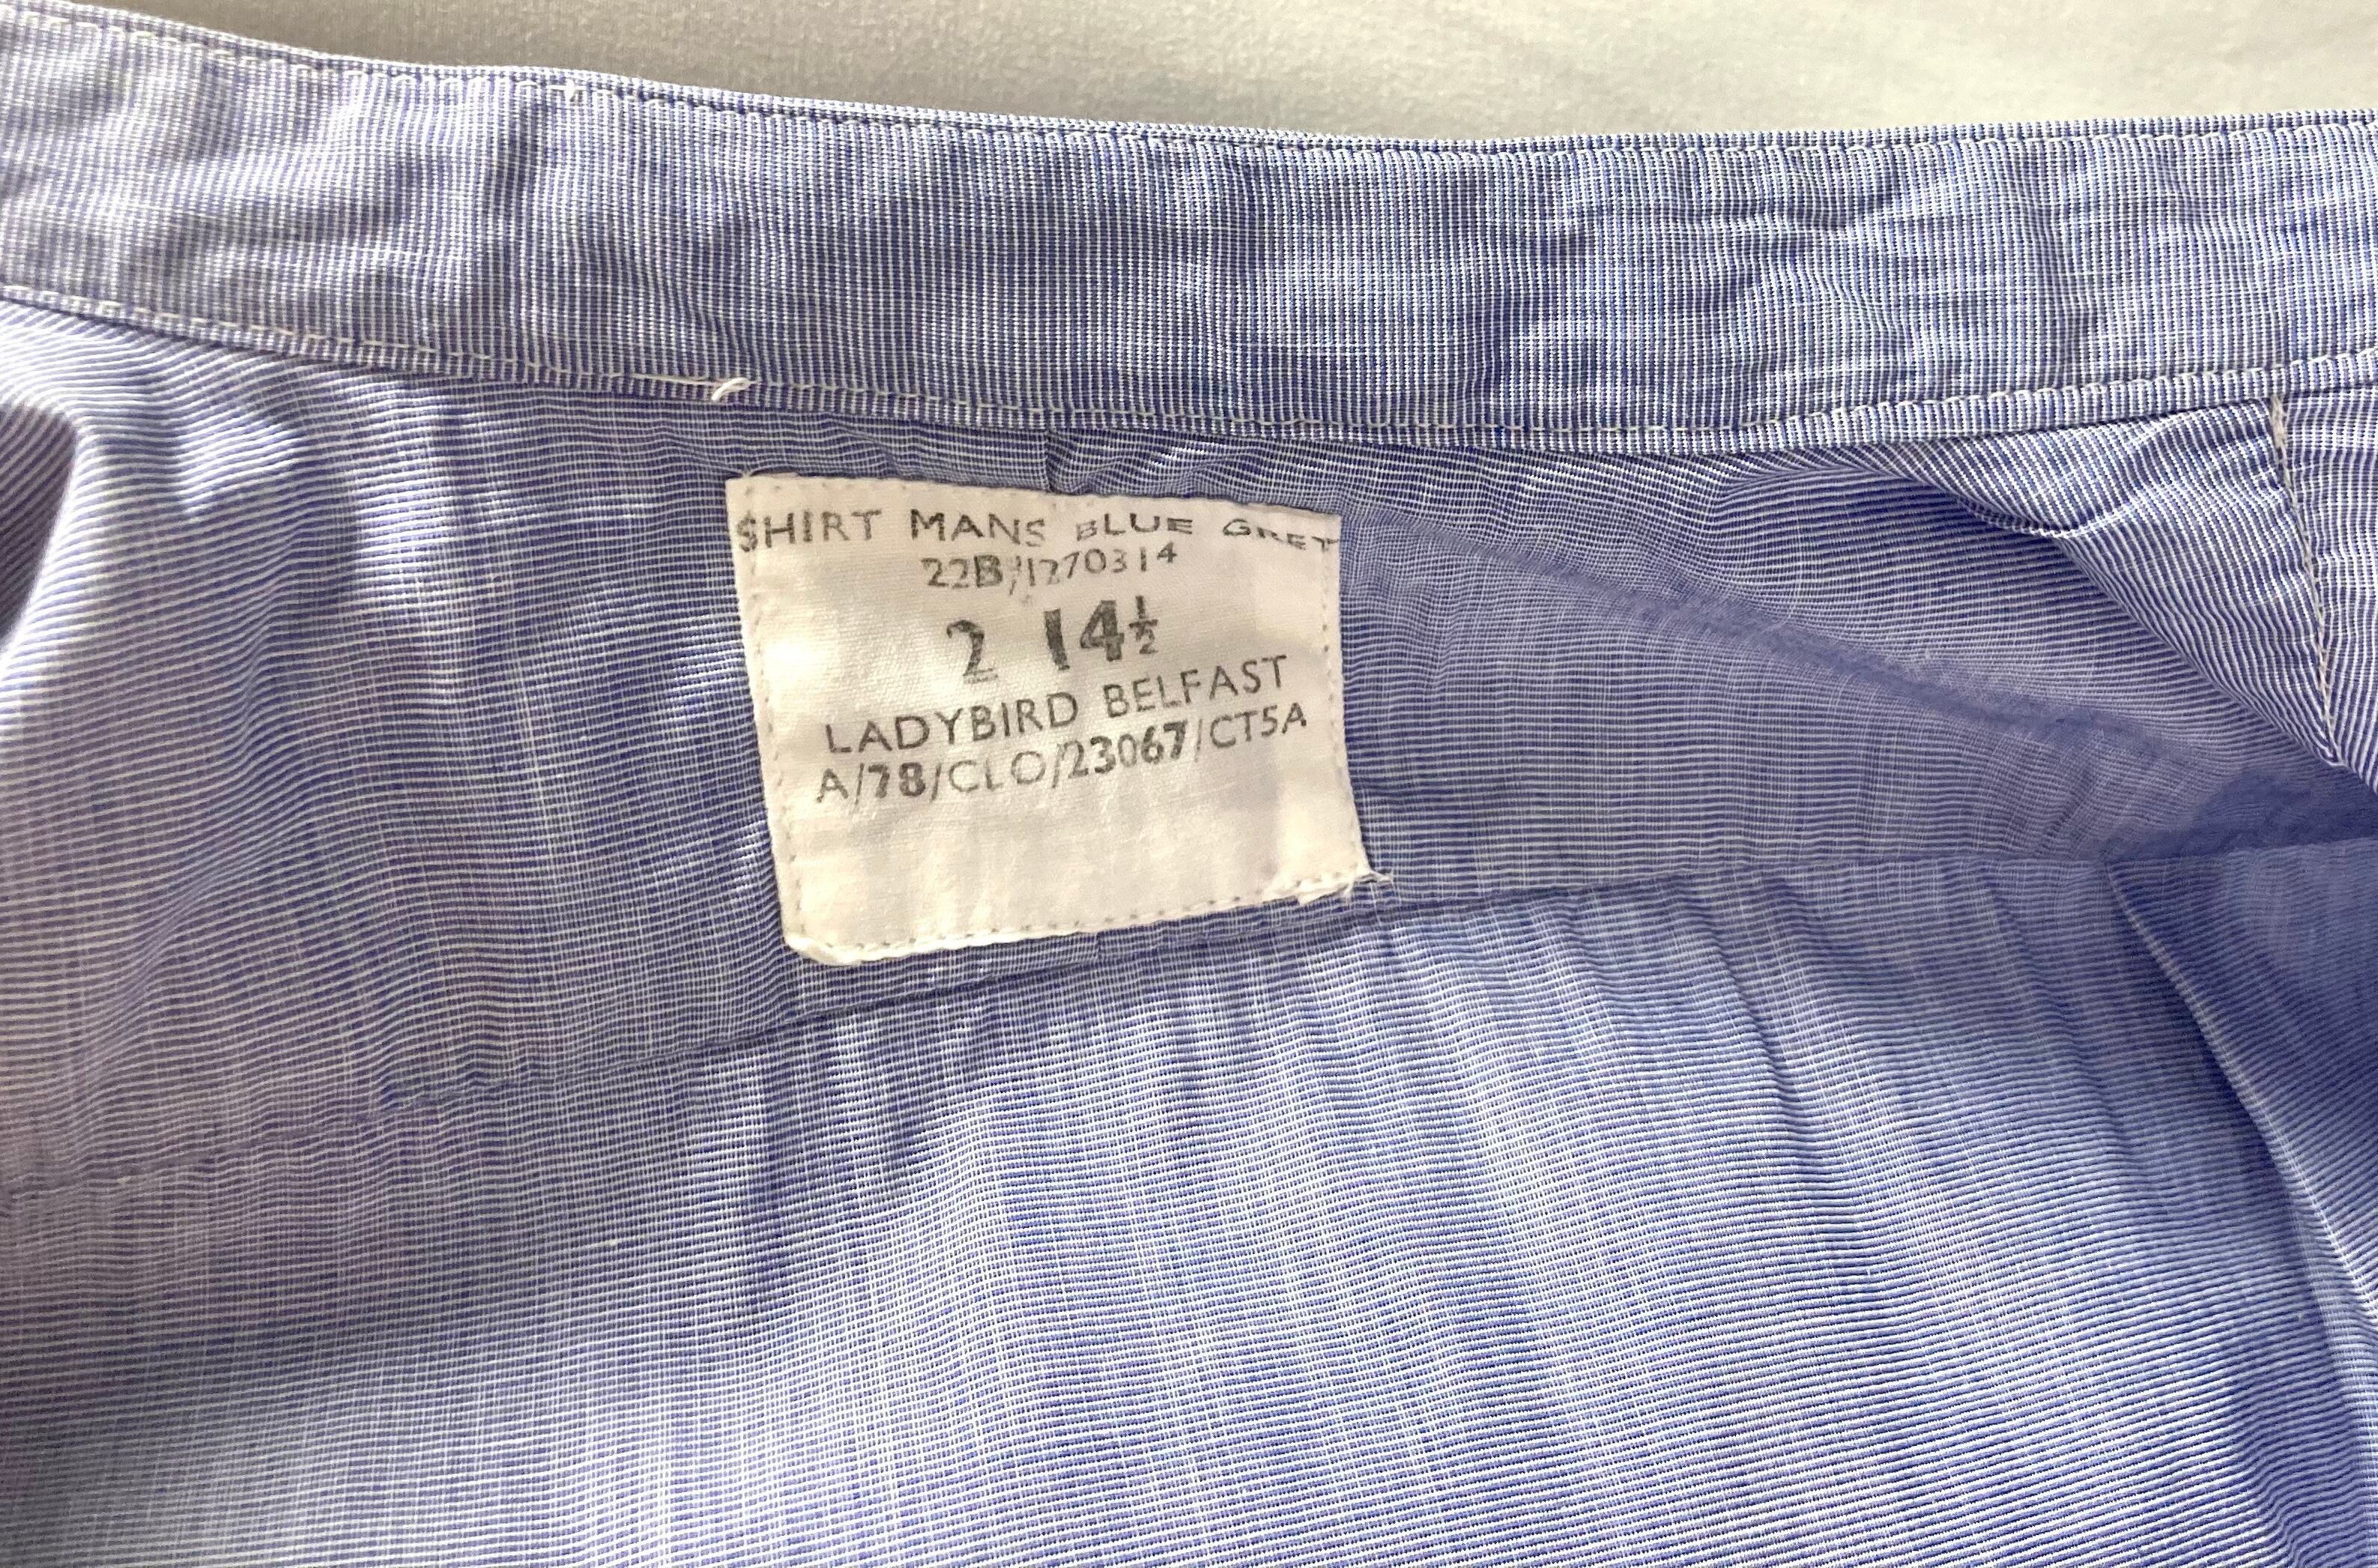 SHIRT MANS BLUE GREY
22B/1270314
2 14½
LADYBIRD BELFAST
A/78/CLO/23067/CT5A